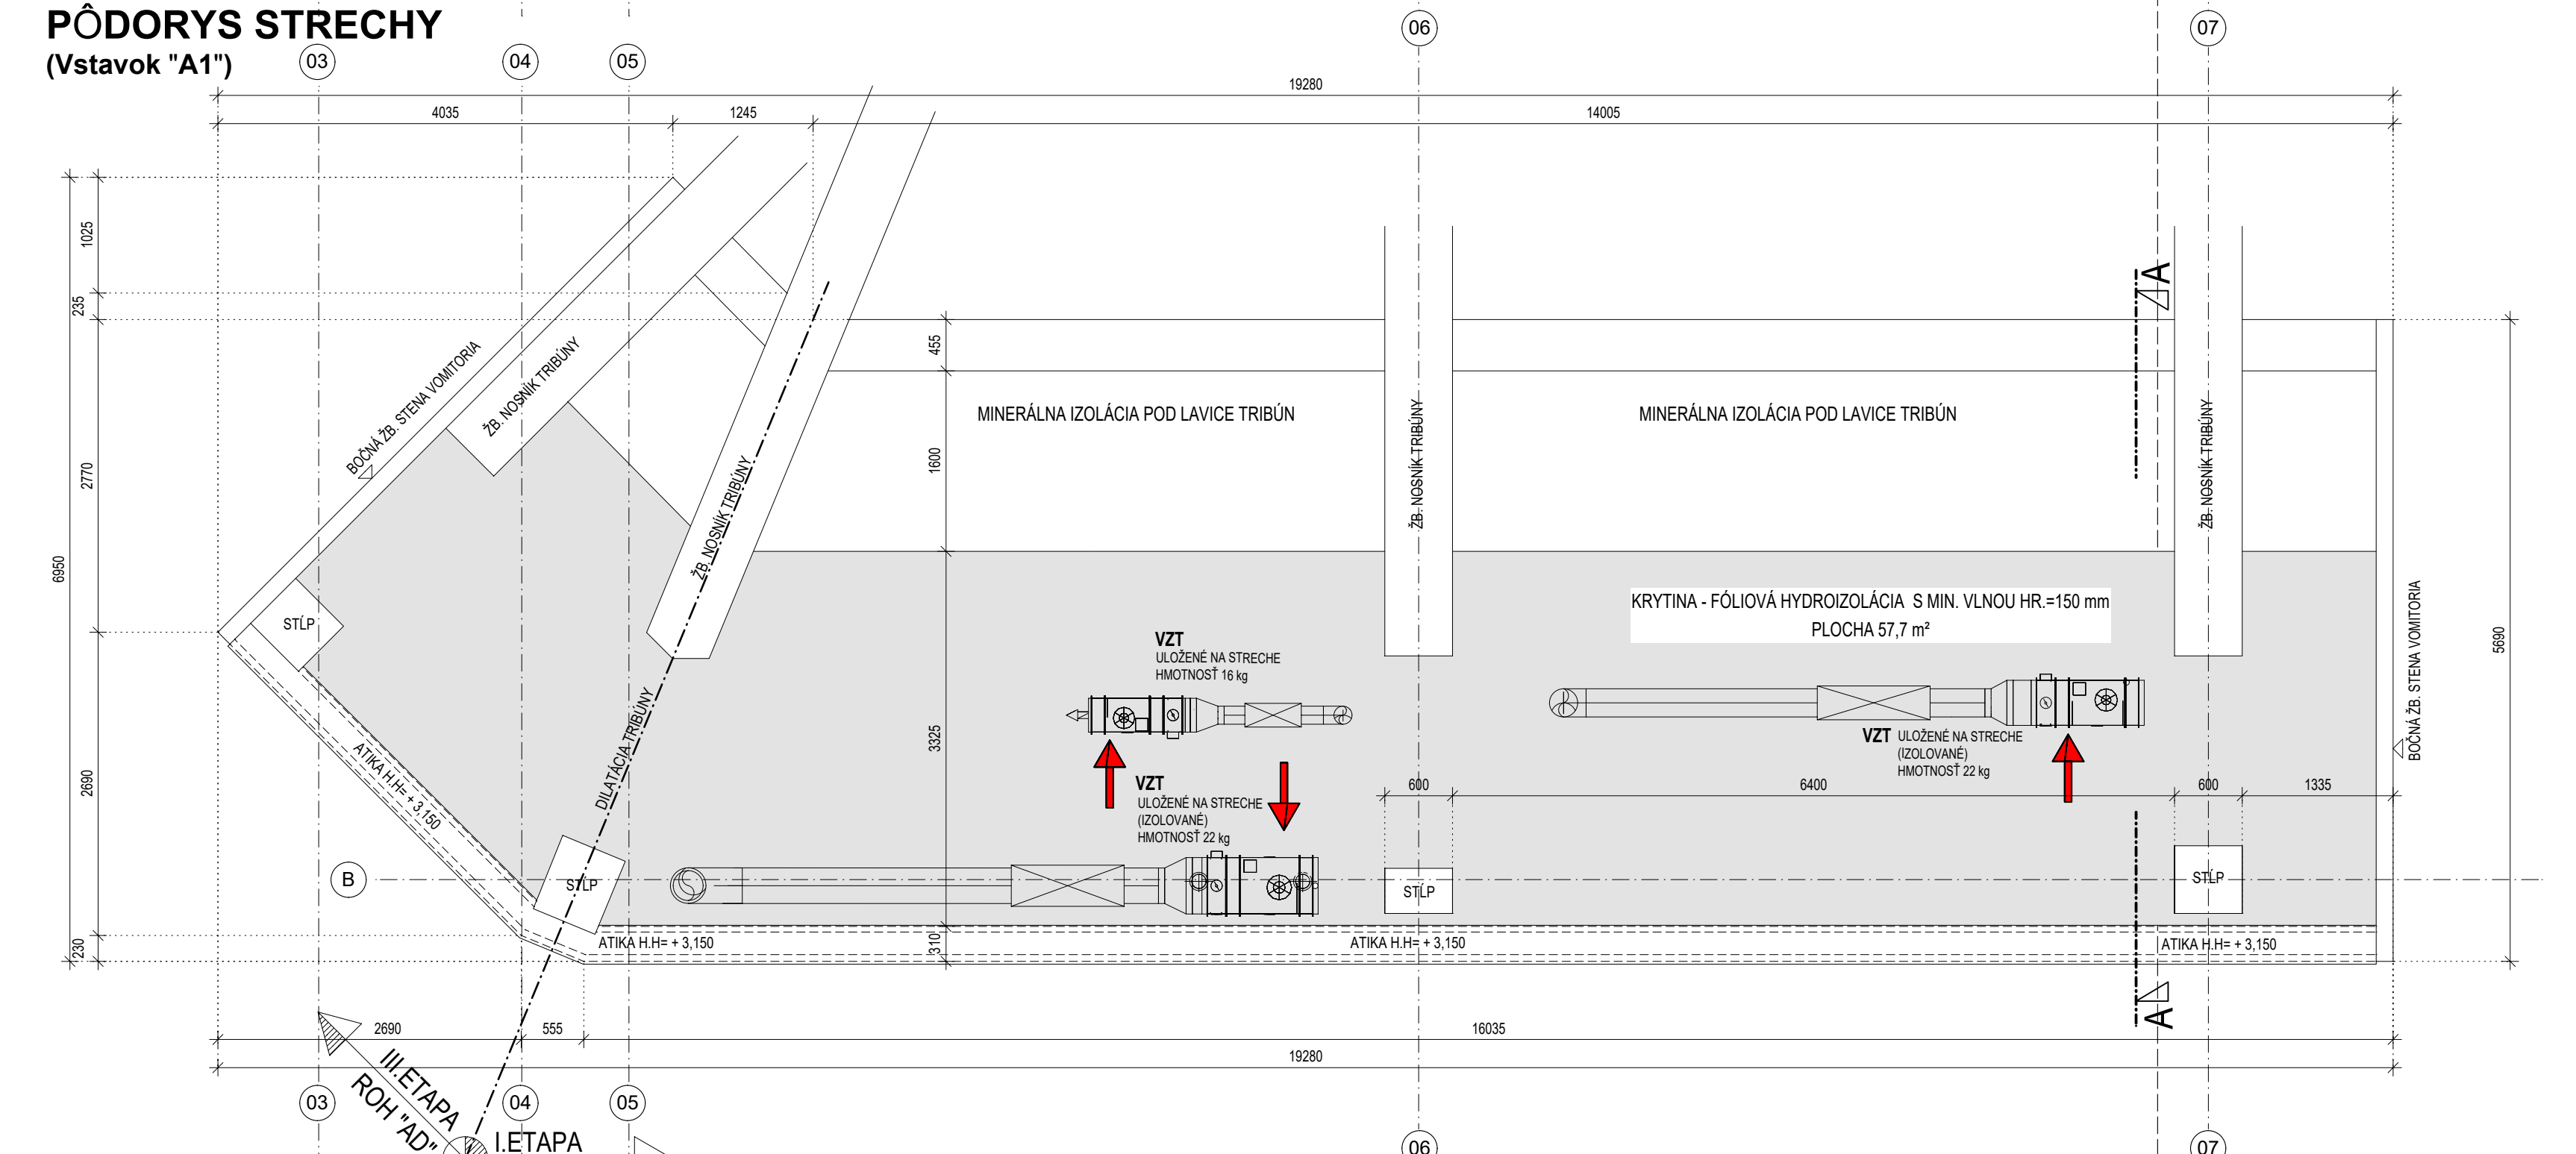 PÔDORYS STRECHY
(Vstavok "A1")
03
04
05
06
07
19280
4035
1245
14005
1025
235
2770
6950
2690
230
455
1600
3325
310
5690
BOČNÁ ŽB. STENA VOMITORIA
ŽB. NOSNÍK TRIBÚNY
ŽB. NOSNÍK TRIBÚNY
DILATÁCIA TRIBÚNY
MINERÁLNA IZOLÁCIA POD LAVICE TRIBÚN
MINERÁLNA IZOLÁCIA POD LAVICE TRIBÚN
ŽB. NOSNÍK TRIBÚNY
ŽB. NOSNÍK TRIBÚNY
A
KRYTINA - FÓLIOVÁ HYDROIZOLÁCIA S MIN. VLNOU HR.=150 mm
PLOCHA 57,7 m²
STĹP
VZT
ULOŽENÉ NA STRECHE
HMOTNOSŤ 16 kg
VZT ULOŽENÉ NA STRECHE
(IZOLOVANÉ)
HMOTNOSŤ 22 kg
VZT
ULOŽENÉ NA STRECHE
(IZOLOVANÉ)
HMOTNOSŤ 22 kg
600
6400
600
1335
BOČNÁ ŽB. STENA VOMITORIA
ATIKA H.H= + 3,150
B
STĹP
STĹP
STĹP
ATIKA H.H= + 3,150
ATIKA H.H= + 3,150
ATIKA H.H= + 3,150
A
2690
555
16035
19280
III.ETAPA
ROH "AD"
I.ETAPA
03
04
05
06
07